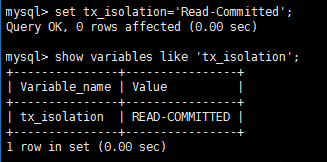 mysql> set tx_isolation='Read-Committed';
Query OK, 0 rows affected (0.00 sec)
mysql> show variables like 'tx_isolation';
+---------------+----------------+
| Variable_name | Value          |
+---------------+----------------+
| tx_isolation  | READ-COMMITTED |
+---------------+----------------+
1 row in set (0.00 sec)